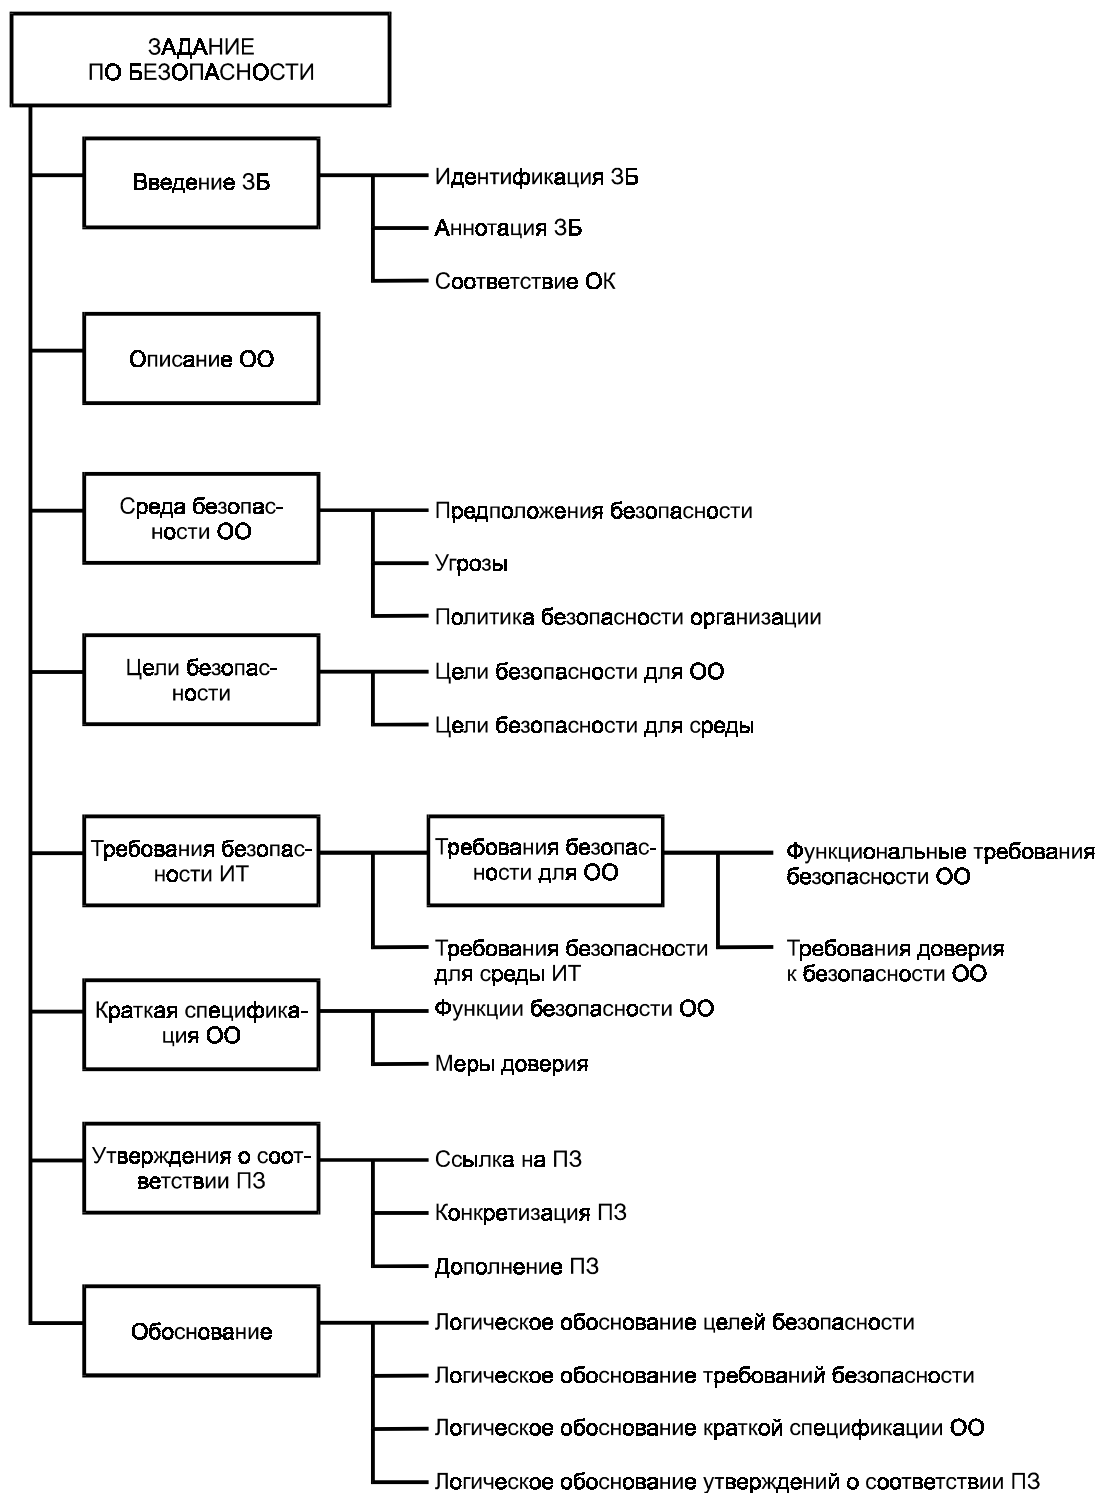 ЗАДАНИЕ
ПО БЕЗОПАСНОСТИ
Введение ЗБ
Идентификация ЗБ
Аннотация ЗБ
Соответствие ОК
Описание ОО
Среда безопас-
ности ОО
Предположения безопасности
Угрозы
Политика безопасности организации
Цели безопас-
ности
Цели безопасности для ОО
Цели безопасности для среды
Требования безопас-
ности ИТ
Требования безопас-
ности для ОО
Функциональные требования
безопасности ОО
Требования безопасности
для среды ИТ
Требования доверия
к безопасности ОО
Краткая специфика-
ция ОО
Функции безопасности ОО
Меры доверия
Утверждения о соот-
ветствии ПЗ
Ссылка на ПЗ
Конкретизация ПЗ
Дополнение ПЗ
Обоснование
Логическое обоснование целей безопасности
Логическое обоснование требований безопасности
Логическое обоснование краткой спецификации ОО
Логическое обоснование утверждений о соответствии ПЗ